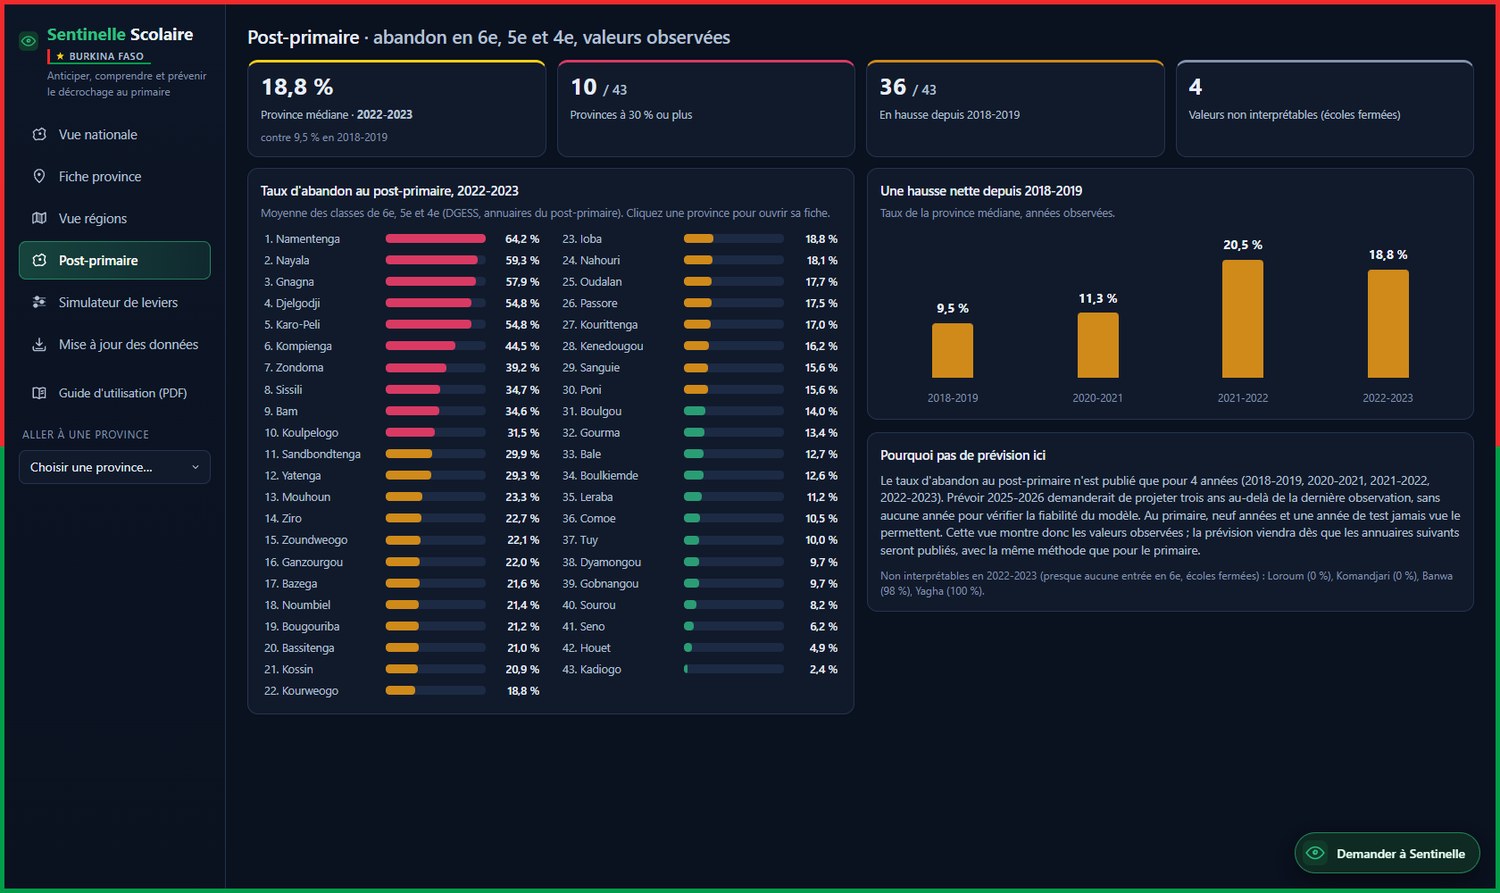 Sentinelle Scolaire
★ BURKINA FASO
Anticiper, comprendre et prévenir
le décrochage au primaire
Vue nationale
Fiche province
Vue régions
Post-primaire
Simulateur de leviers
Mise à jour des données
Guide d'utilisation (PDF)
ALLER À UNE PROVINCE
Choisir une province...
Post-primaire · abandon en 6e, 5e et 4e, valeurs observées
18,8 %
Province médiane · 2022-2023
contre 9,5 % en 2018-2019
10 / 43
Provinces à 30 % ou plus
36 / 43
En hausse depuis 2018-2019
4
Valeurs non interprétables (écoles fermées)
Taux d'abandon au post-primaire, 2022-2023
Moyenne des classes de 6e, 5e et 4e (DGESS, annuaires du post-primaire). Cliquez une province pour ouvrir sa fiche.
1. Namentenga 64,2 %
2. Nayala 59,3 %
3. Gnagna 57,9 %
4. Djelgodji 54,8 %
5. Karo-Peli 54,8 %
6. Kompienga 44,5 %
7. Zondoma 39,2 %
8. Sissili 34,7 %
9. Bam 34,6 %
10. Koulpelogo 31,5 %
11. Sandbondtenga 29,9 %
12. Yatenga 29,3 %
13. Mouhoun 23,3 %
14. Ziro 22,7 %
15. Zoundweogo 22,1 %
16. Ganzourgou 22,0 %
17. Bazega 21,6 %
18. Noumbiel 21,4 %
19. Bougouriba 21,2 %
20. Bassitenga 21,0 %
21. Kossin 20,9 %
22. Kourweogo 18,8 %
23. Ioba 18,8 %
24. Nahouri 18,1 %
25. Oudalan 17,7 %
26. Passore 17,5 %
27. Kourittenga 17,0 %
28. Kenedougou 16,2 %
29. Sanguie 15,6 %
30. Poni 15,6 %
31. Boulgou 14,0 %
32. Gourma 13,4 %
33. Bale 12,7 %
34. Boulkiemde 12,6 %
35. Leraba 11,2 %
36. Comoe 10,5 %
37. Tuy 10,0 %
38. Dyamongou 9,7 %
39. Gobnangou 9,7 %
40. Sourou 8,2 %
41. Seno 6,2 %
42. Houet 4,9 %
43. Kadiogo 2,4 %
Une hausse nette depuis 2018-2019
Taux de la province médiane, années observées.
9,5 %
11,3 %
20,5 %
18,8 %
2018-2019
2020-2021
2021-2022
2022-2023
Pourquoi pas de prévision ici
Le taux d'abandon au post-primaire n'est publié que pour 4 années (2018-2019, 2020-2021, 2021-2022,
2022-2023). Prévoir 2025-2026 demanderait de projeter trois ans au-delà de la dernière observation, sans
aucune année pour vérifier la fiabilité du modèle. Au primaire, neuf années et une année de test jamais vue le
permettent. Cette vue montre donc les valeurs observées ; la prévision viendra dès que les annuaires suivants
seront publiés, avec la même méthode que pour le primaire.
Non interprétables en 2022-2023 (presque aucune entrée en 6e, écoles fermées) : Loroum (0 %), Komandjari (0 %), Banwa
(98 %), Yagha (100 %).
Demander à Sentinelle